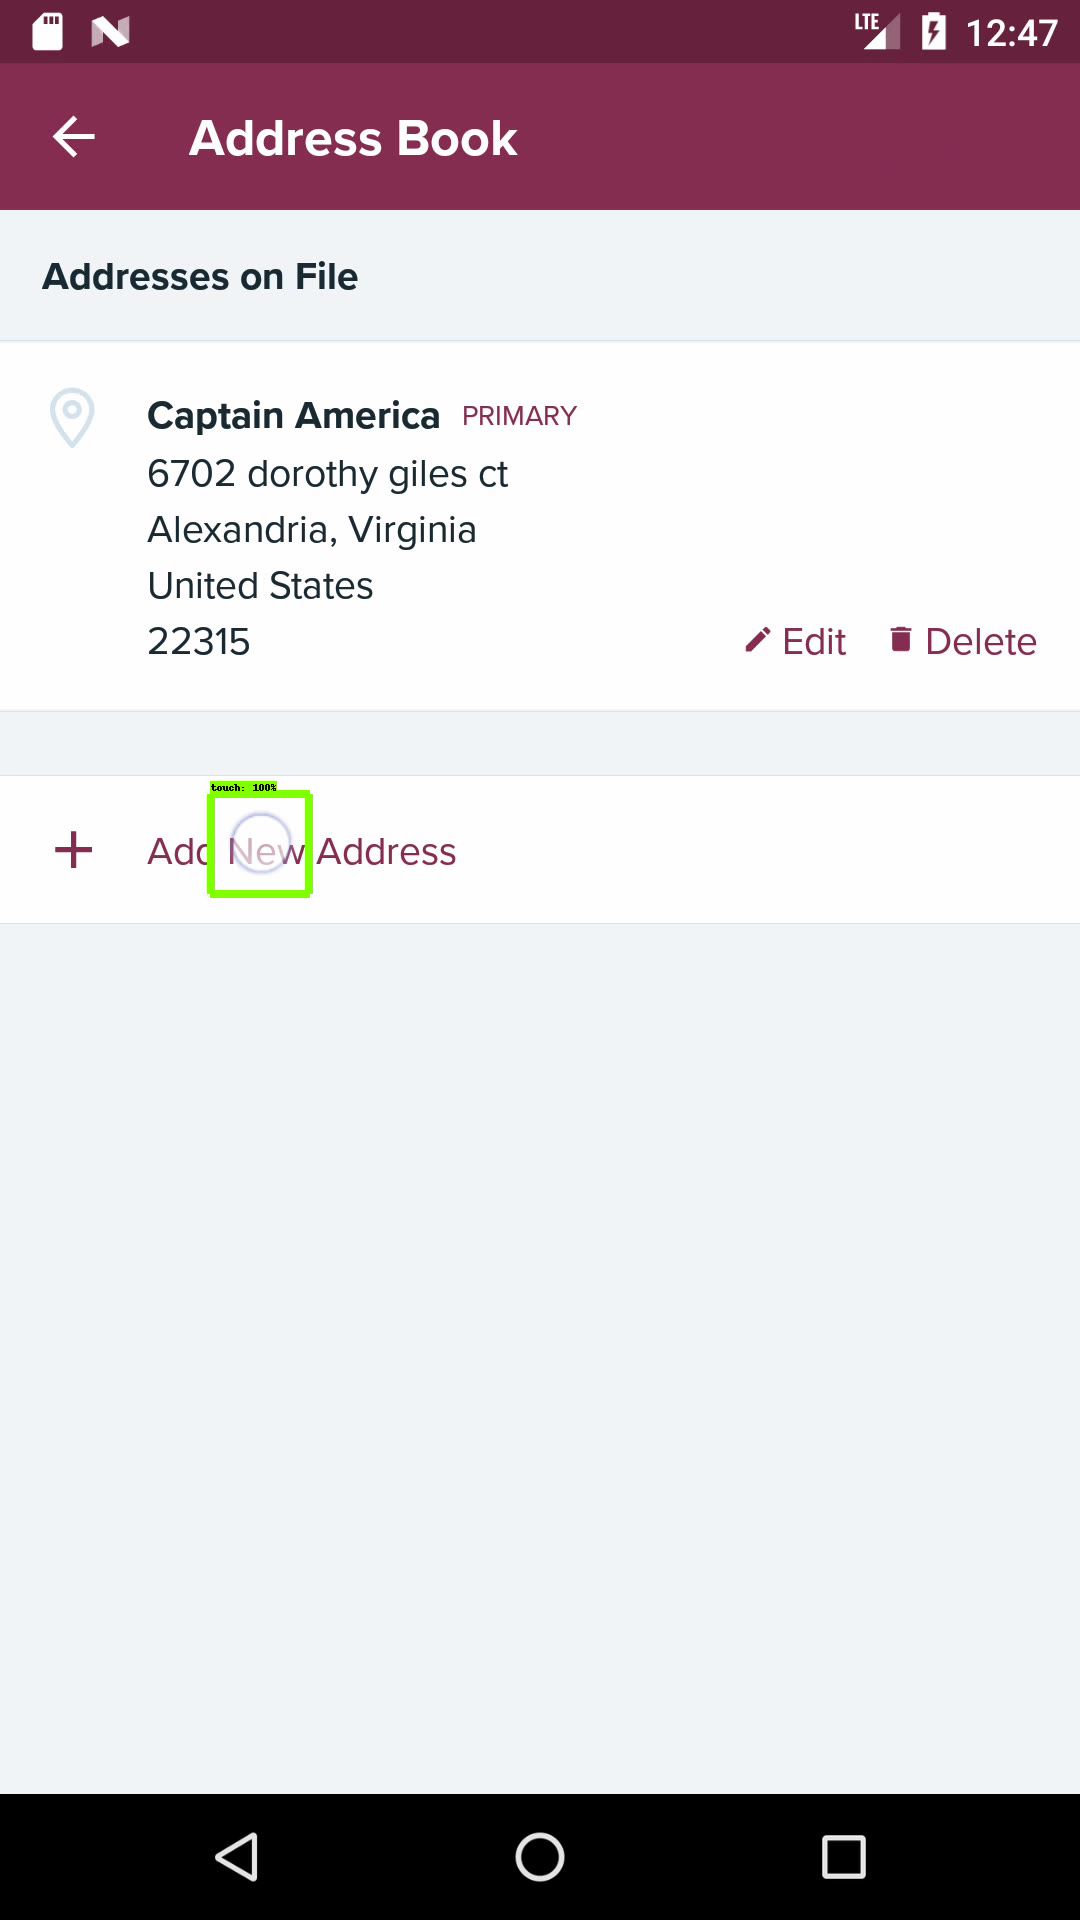 LTE 12:47
Address Book
Addresses on File
Captain America PRIMARY
6702 dorothy giles ct
Alexandria, Virginia
United States
22315 Edit Delete
touch: 100%
Add New Address